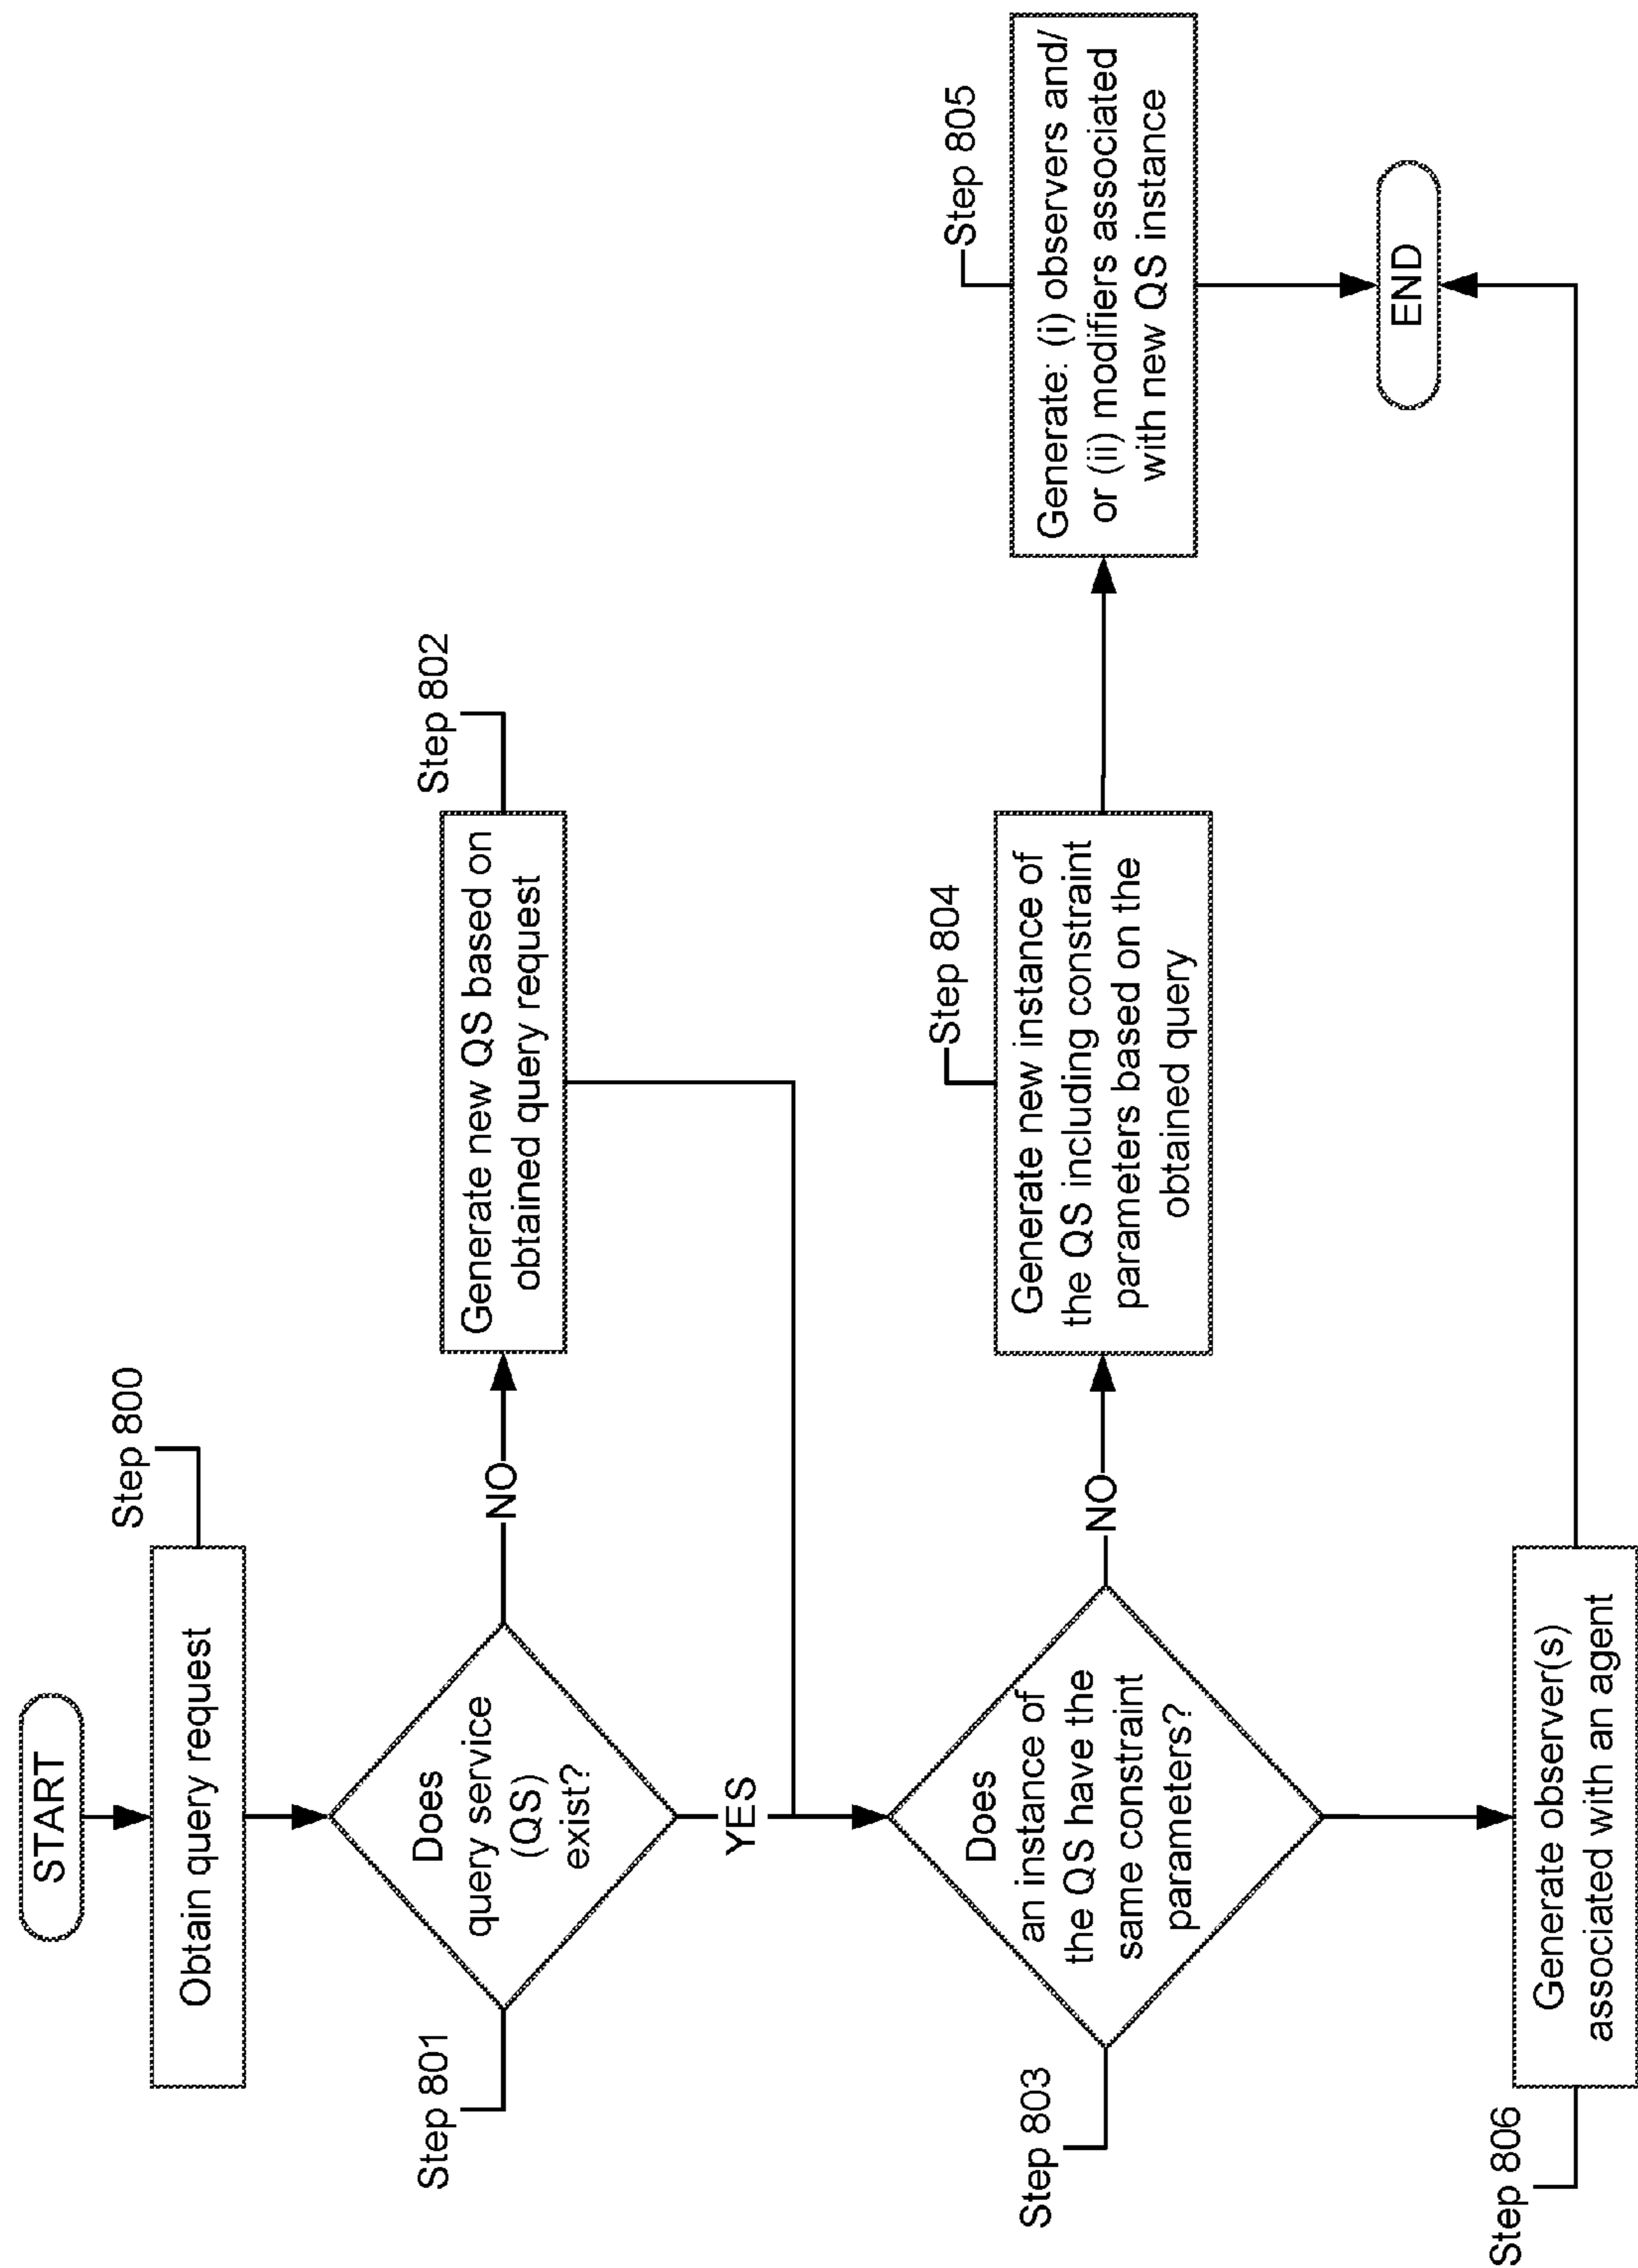 START
Step 800
Obtain query request
Step 801
Does
query service
(QS)
exist?
NO
Step 802
Generate new QS based on
obtained query request
YES
Step 803
Does
an instance of
the QS have the
same constraint
parameters?
NO
Step 804
Generate new instance of
the QS including constraint
parameters based on the
obtained query
Step 805
Generate: (i) observers and/
or (ii) modifiers associated
with new QS instance
END
Step 806
Generate observer(s)
associated with an agent